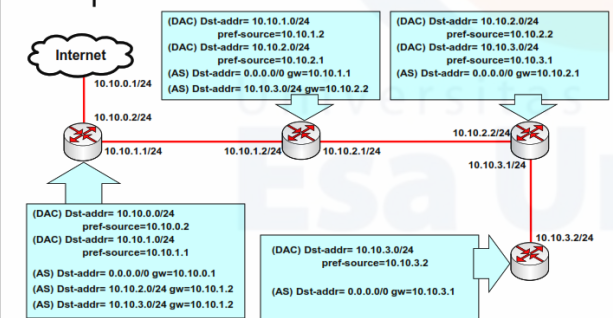 (DAC) Dst-addr= 10.10.1.0/24
pref-source=10.10.1.2
(DAC) Dst-addr= 10.10.2.0/24
pref-source=10.10.2.1
(AS) Dst-addr= 0.0.0.0/0 gw=10.10.1.1
(AS) Dst-addr= 10.10.3.0/24 gw=10.10.2.2
(DAC) Dst-addr= 10.10.2.0/24
pref-source=10.10.2.2
(DAC) Dst-addr= 10.10.3.0/24
pref-source=10.10.3.1
(AS) Dst-addr= 0.0.0.0/0 gw=10.10.2.1
Internet
10.10.0.1/24
10.10.0.2/24
Universitas
Esa U
10.10.1.1/24
10.10.1.2/24
10.10.2.1/24
10.10.2.2/24
10.10.3.1/24
10.10.3.2/24
(DAC) Dst-addr= 10.10.0.0/24
pref-source=10.10.0.2
(DAC) Dst-addr= 10.10.1.0/24
pref-source=10.10.1.1
(AS) Dst-addr= 0.0.0.0/0 gw=10.10.0.1
(AS) Dst-addr= 10.10.2.0/24 gw=10.10.1.2
(AS) Dst-addr= 10.10.3.0/24 gw=10.10.1.2
(DAC) Dst-addr= 10.10.3.0/24
pref-source=10.10.3.2
(AS) Dst-addr= 0.0.0.0/0 gw=10.10.3.1